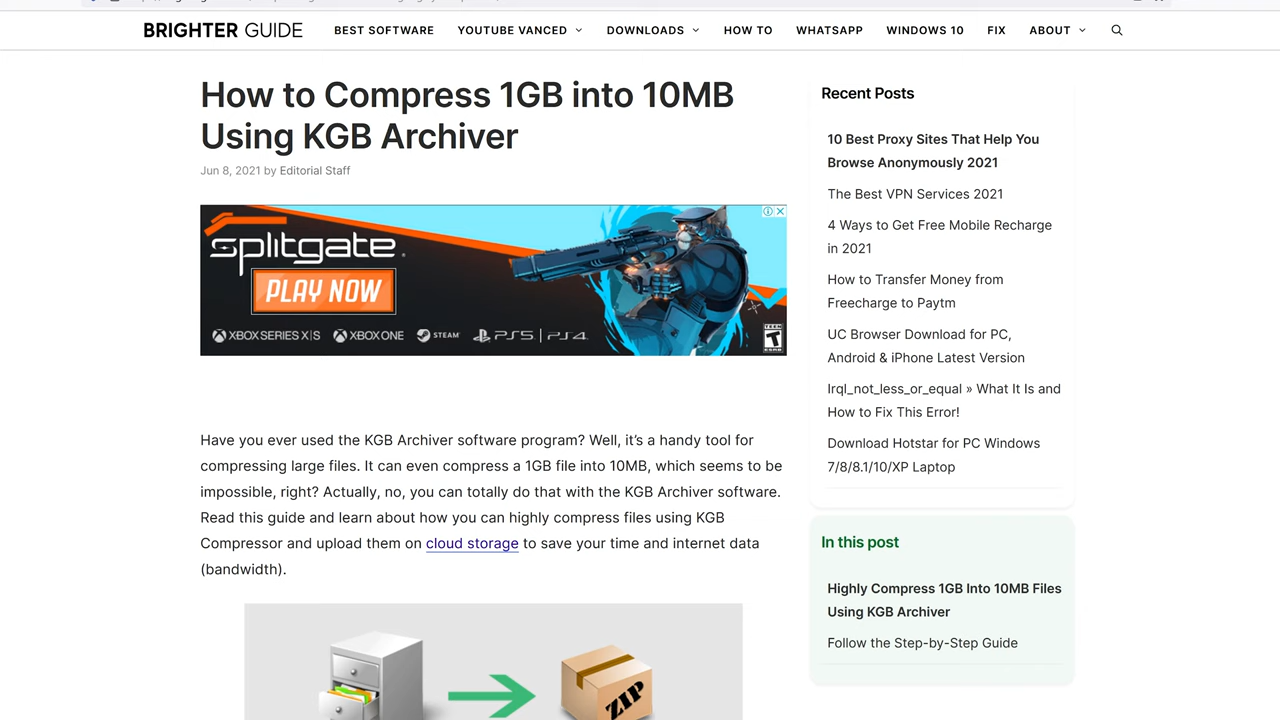 BRIGHTER GUIDE
BEST SOFTWARE
YOUTUBE VANCED
DOWNLOADS
HOW TO
WHATSAPP
WINDOWS 10
FIX
ABOUT
How to Compress 1GB into 10MB
Using KGB Archiver
Jun 8, 2021 by Editorial Staff
SPLITGATE
PLAY NOW
XBOX SERIES X|S
XBOX ONE
STEAM
PS5 | PS4
TEEN
T
ESRB
Have you ever used the KGB Archiver software program? Well, it’s a handy tool for
compressing large files. It can even compress a 1GB file into 10MB, which seems to be
impossible, right? Actually, no, you can totally do that with the KGB Archiver software.
Read this guide and learn about how you can highly compress files using KGB
Compressor and upload them on cloud storage to save your time and internet data
(bandwidth).
ZIP
Recent Posts
10 Best Proxy Sites That Help You
Browse Anonymously 2021
The Best VPN Services 2021
4 Ways to Get Free Mobile Recharge
in 2021
How to Transfer Money from
Freecharge to Paytm
UC Browser Download for PC,
Android & iPhone Latest Version
Irql_not_less_or_equal » What It Is and
How to Fix This Error!
Download Hotstar for PC Windows
7/8/8.1/10/XP Laptop
In this post
Highly Compress 1GB Into 10MB Files
Using KGB Archiver
Follow the Step-by-Step Guide